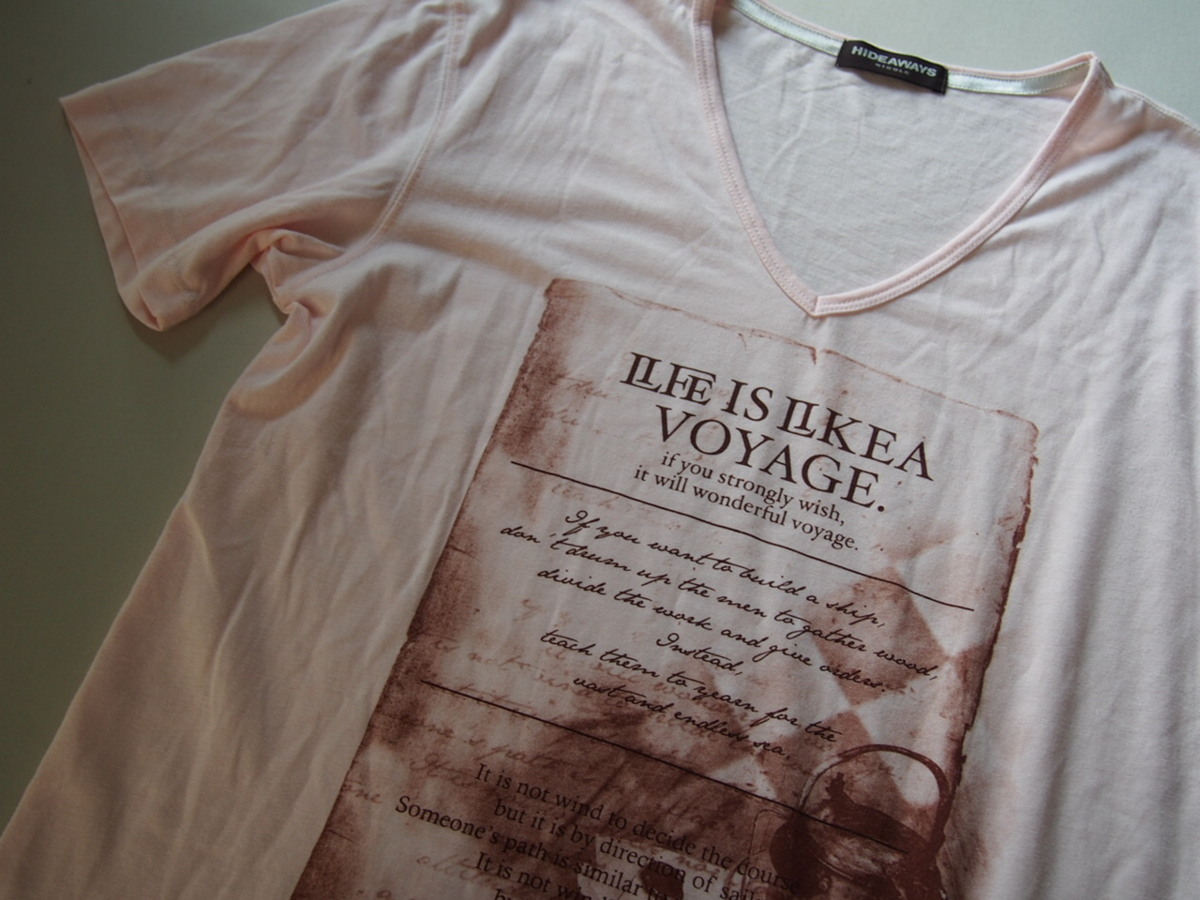 HIDEAWAYS
NICOLE
LIFE IS LIKE A
VOYAGE.
if you strongly wish,
it will wonderful voyage.
If you want to build a ship,
don't drum up the men to gather wood,
divide the work and give orders.
Instead,
teach them to yearn for the
vast and endless sea.
It is not wind to decide the course
but it is by direction of sail
Someone's path is similar
It is not wind